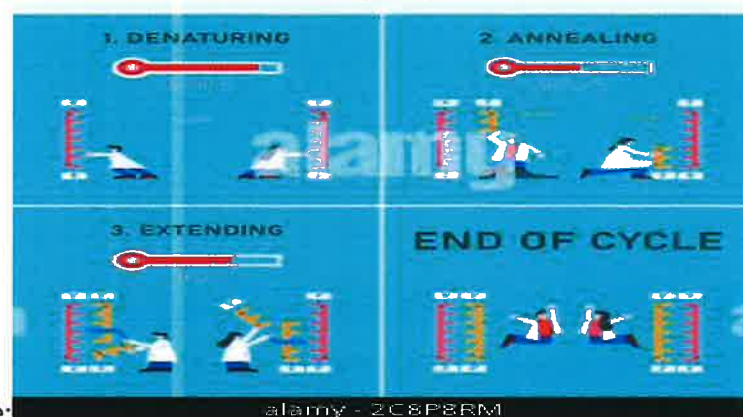 1. DENATURING
2. ANNEALING
alamy
3. EXTENDING
END OF CYCLE
alamy - 2C8P8RM